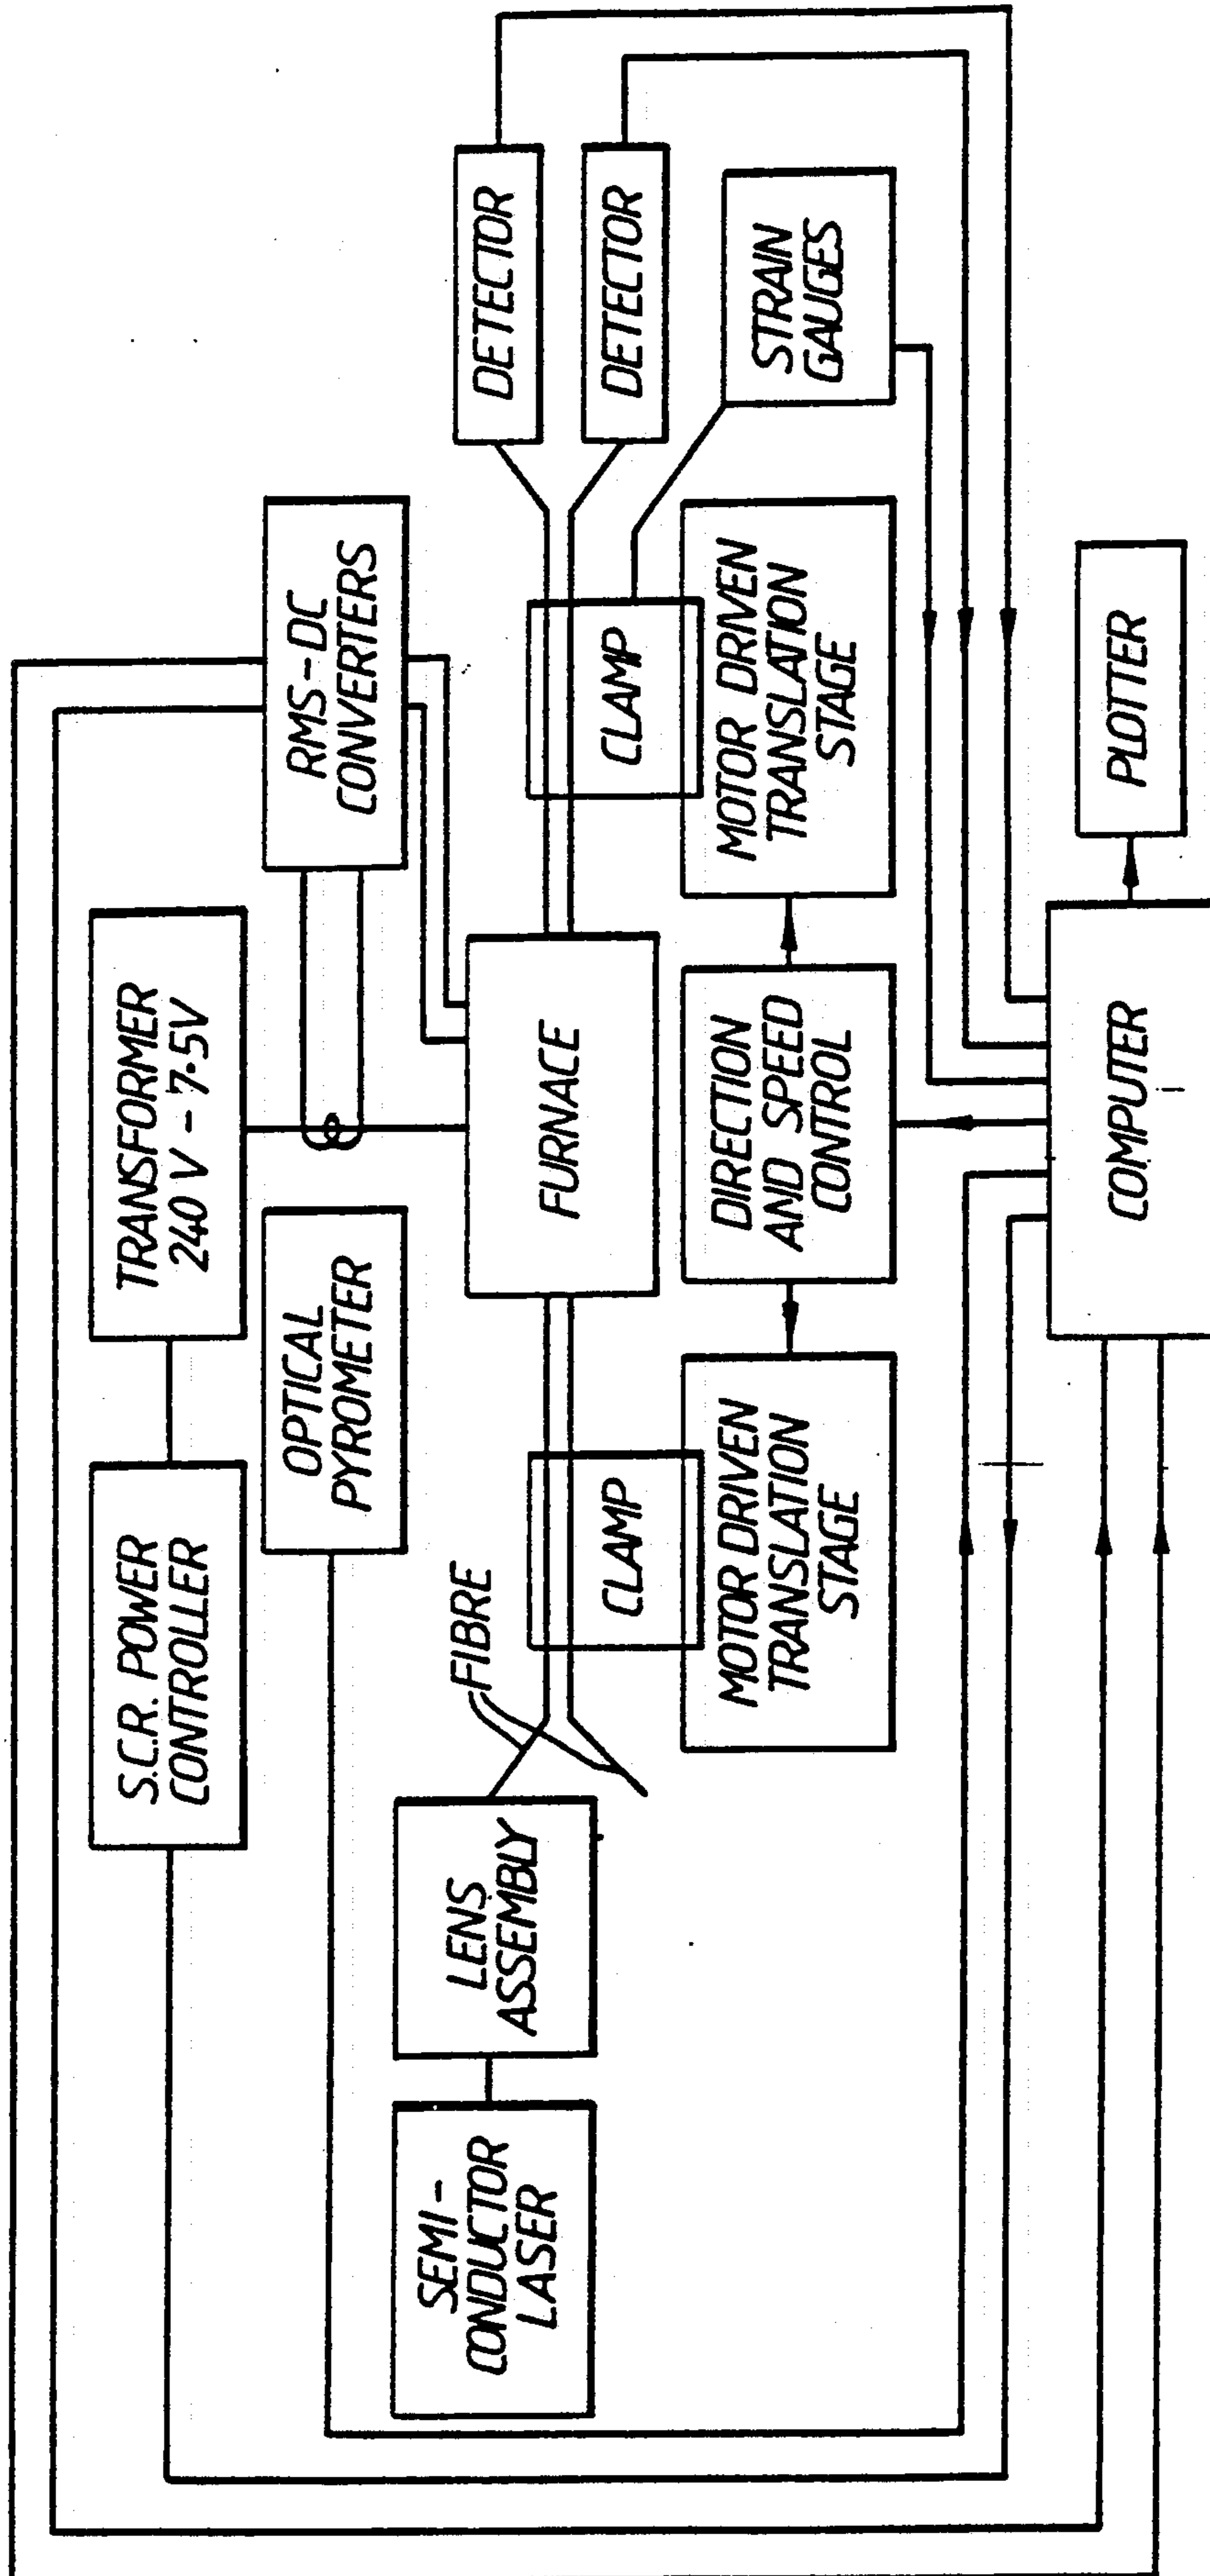 S.C.R. POWER
CONTROLLER
TRANSFORMER
240 V - 7·5V
OPTICAL
PYROMETER
RMS-DC
CONVERTERS
SEMI-
CONDUCTOR
LASER
LENS
ASSEMBLY
FIBRE
FURNACE
DETECTOR
DETECTOR
CLAMP
CLAMP
STRAIN
GAUGES
MOTOR DRIVEN
TRANSLATION
STAGE
DIRECTION
AND SPEED
CONTROL
MOTOR DRIVEN
TRANSLATION
STAGE
COMPUTER
PLOTTER